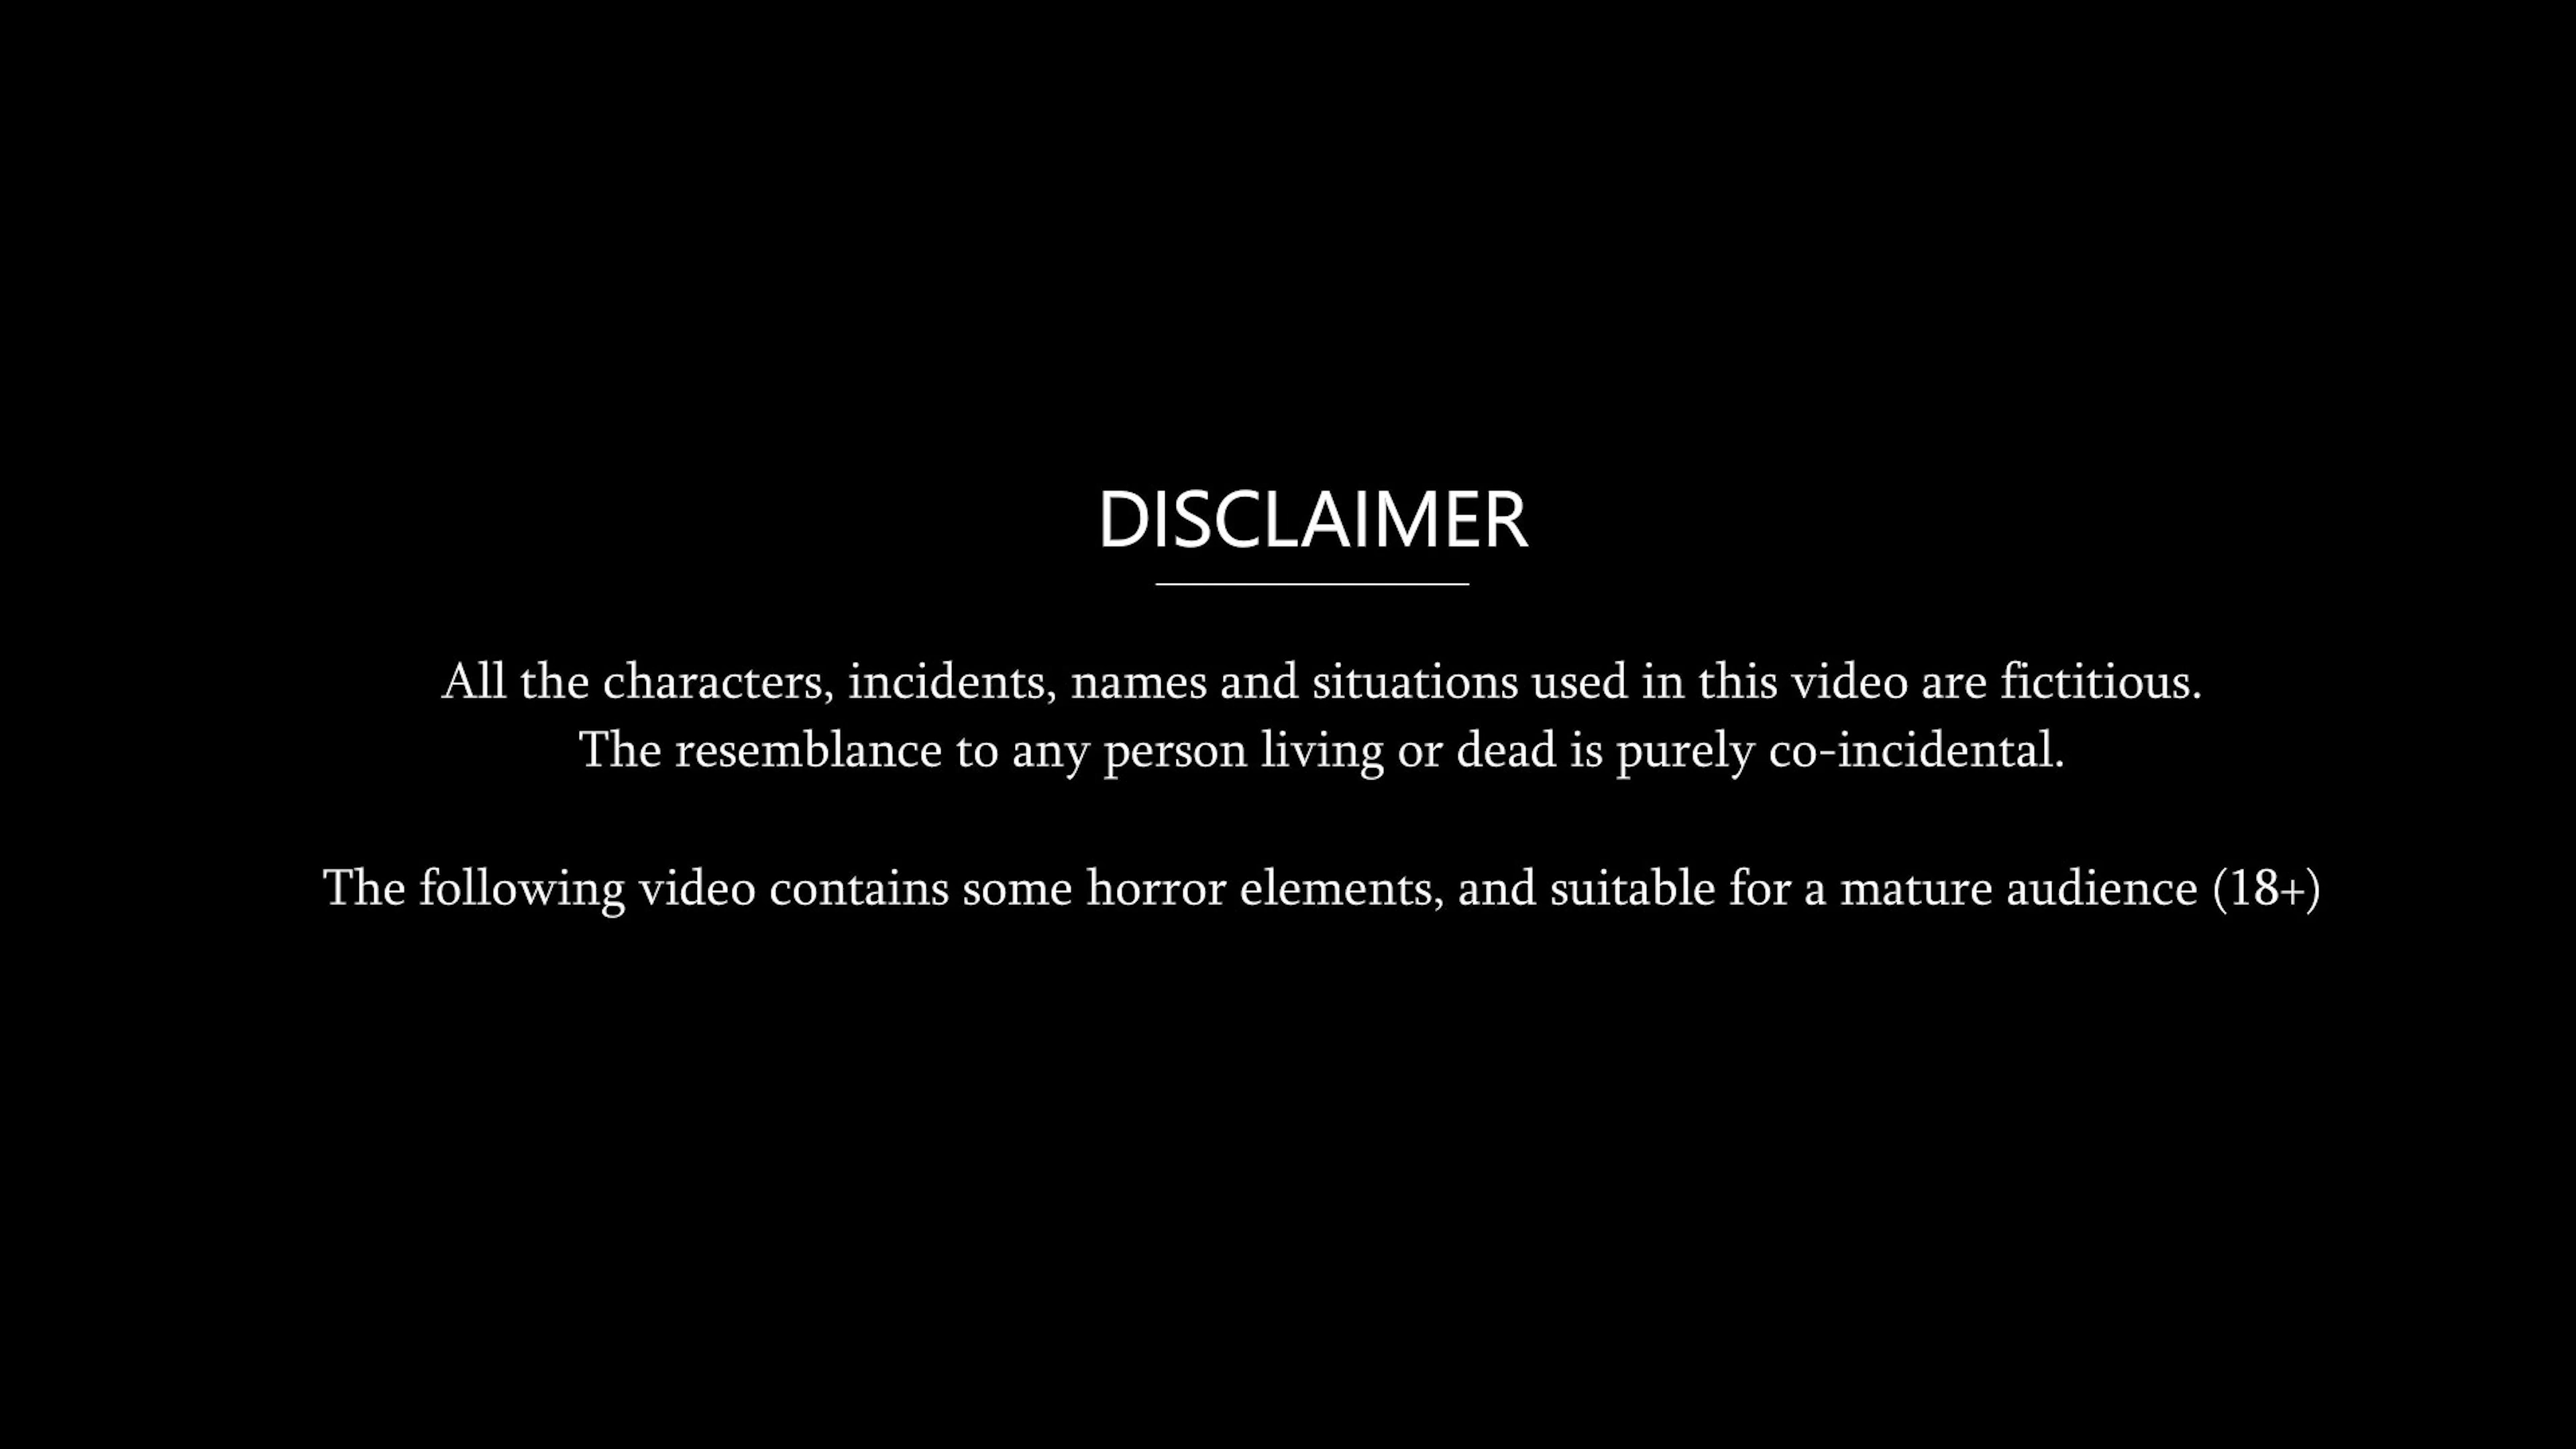 DISCLAIMER
All the characters, incidents, names and situations used in this video are fictitious.
The resemblance to any person living or dead is purely co-incidental.
The following video contains some horror elements, and suitable for a mature audience (18+)